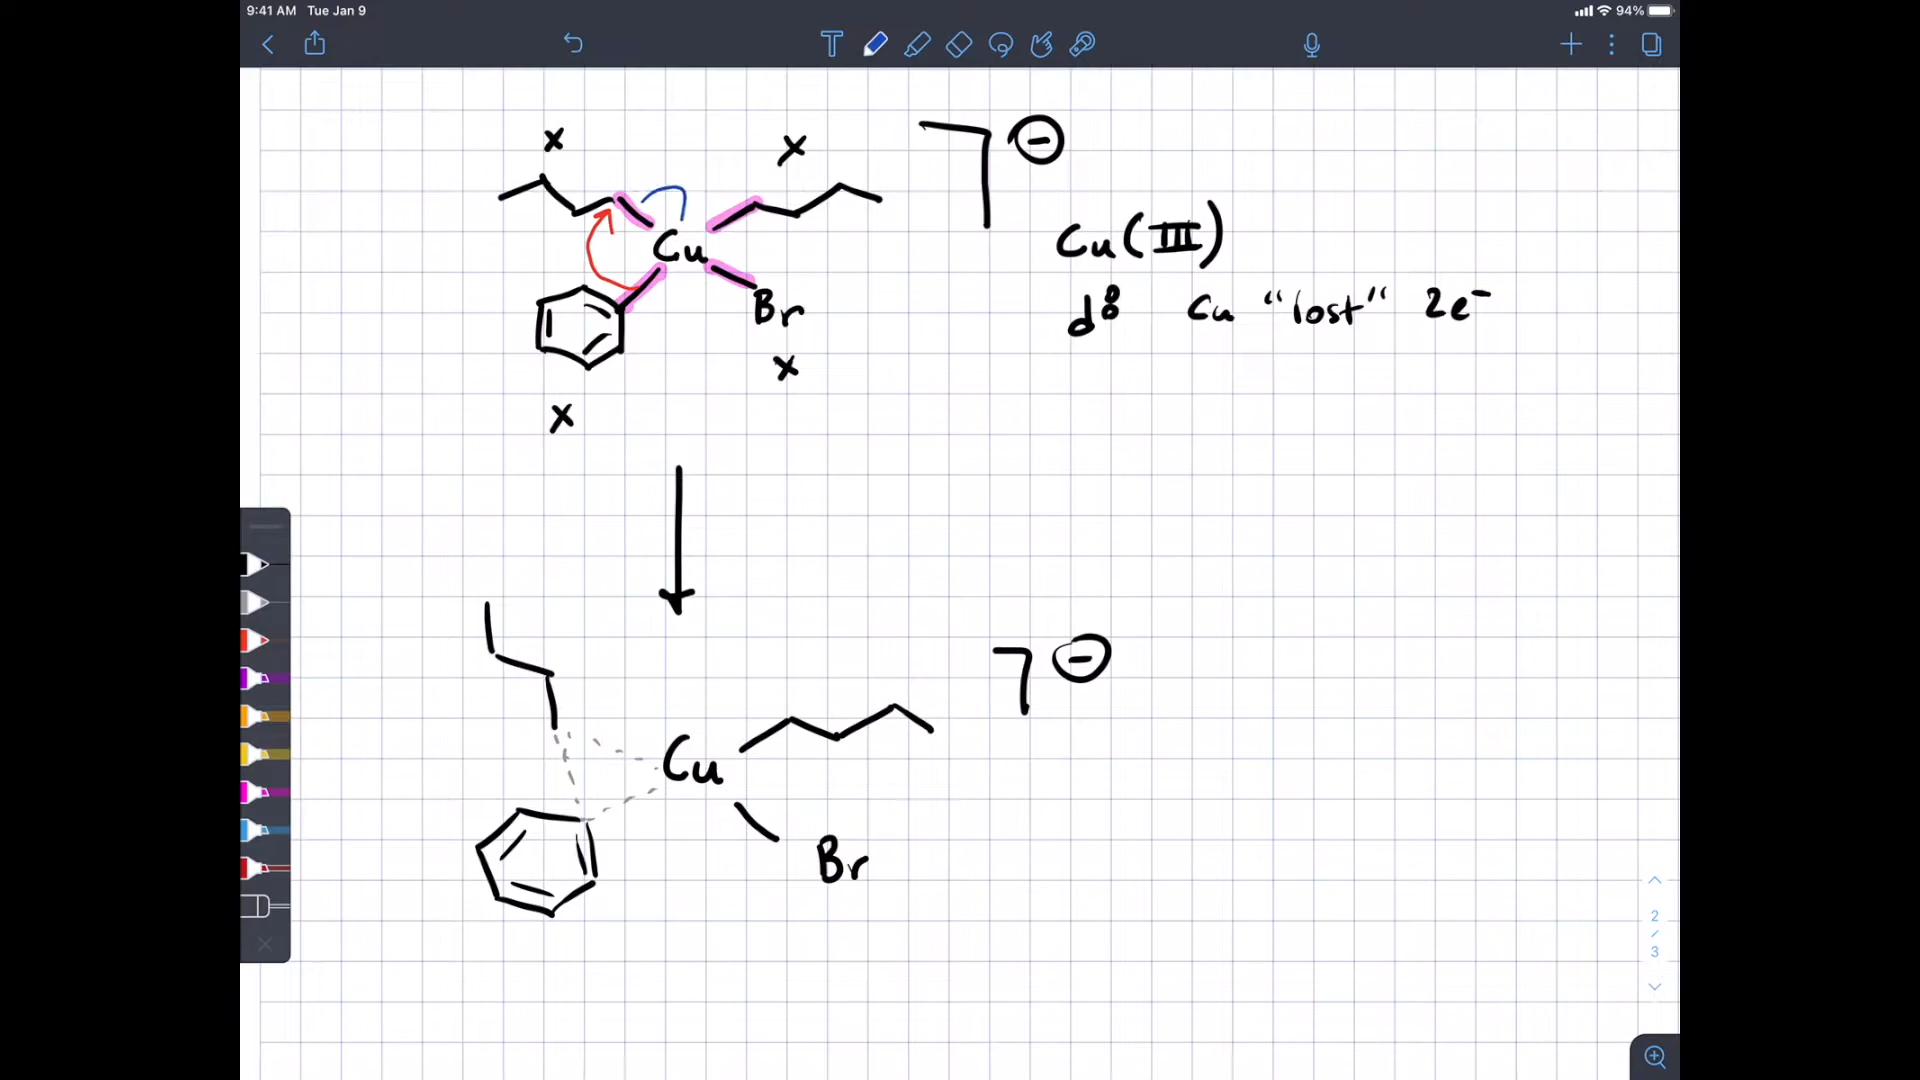 9:41 AM Tue Jan 9
94%
x
x
⊖
Cu
Cu(III)
Br
d⁸ Cu "lost" 2e⁻
x
x
⊖
Cu
Br
2
/
3